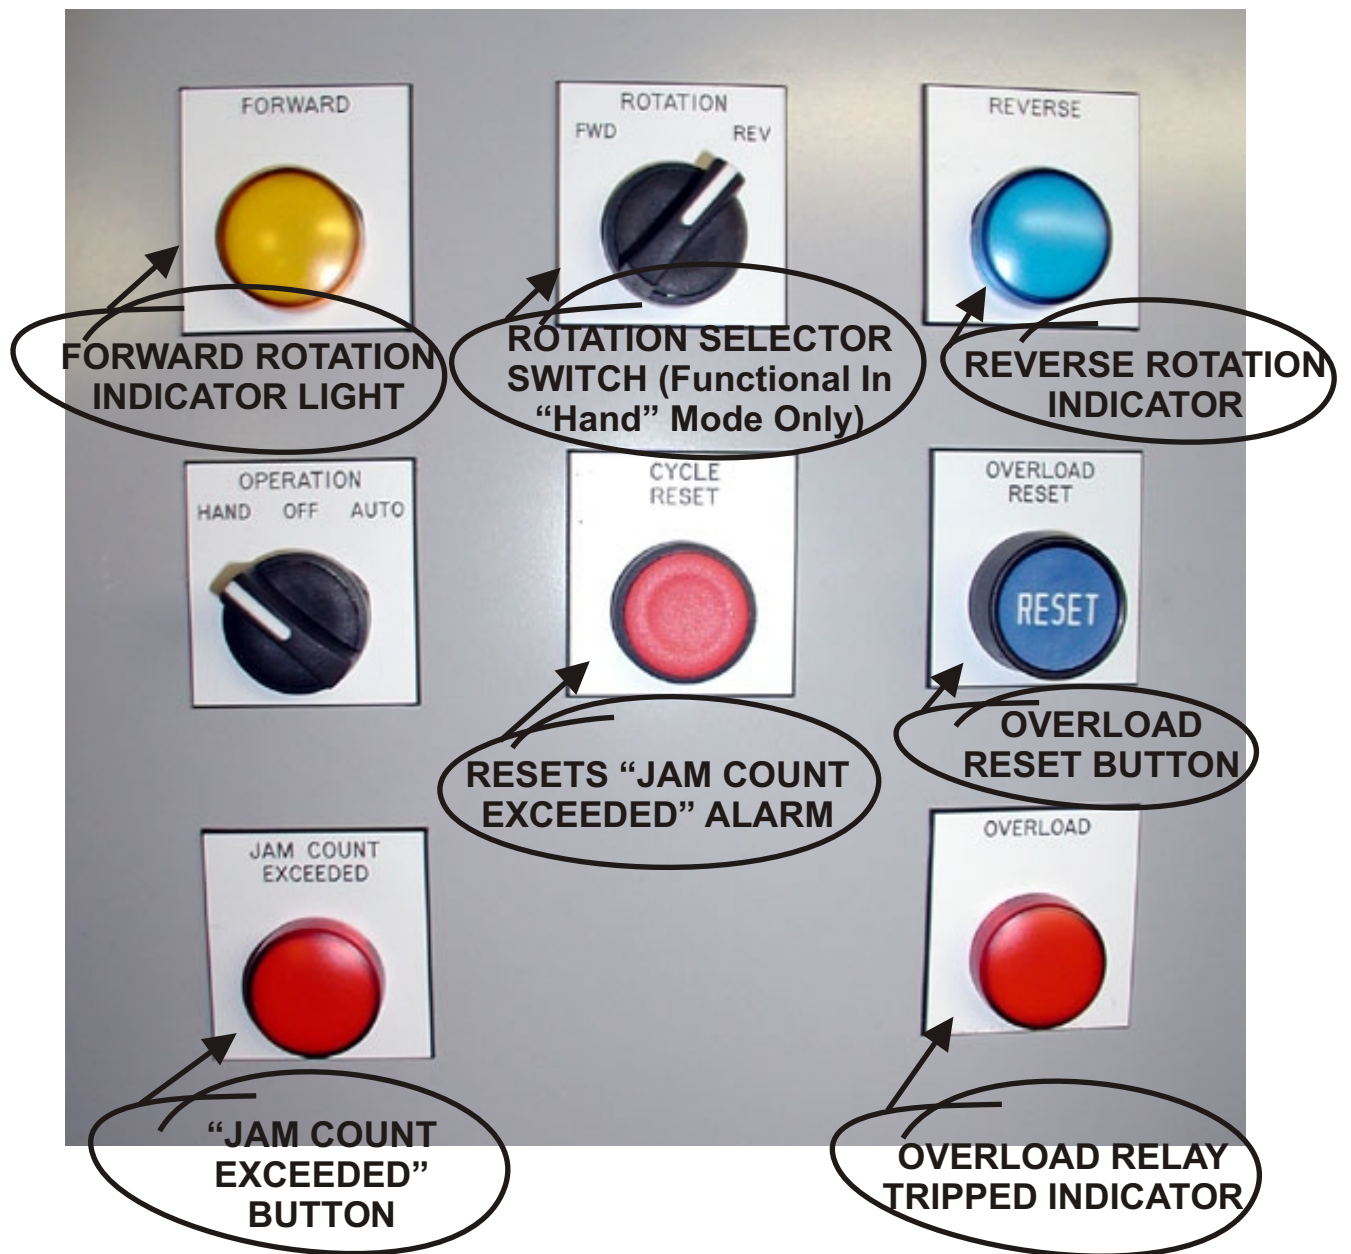 FORWARD
ROTATION
FWD REV
REVERSE
FORWARD ROTATION
INDICATOR LIGHT
ROTATION SELECTOR
SWITCH (Functional In
“Hand” Mode Only)
REVERSE ROTATION
INDICATOR
OPERATION
HAND OFF AUTO
CYCLE
RESET
OVERLOAD
RESET
RESET
RESETS “JAM COUNT
EXCEEDED” ALARM
OVERLOAD
RESET BUTTON
JAM COUNT
EXCEEDED
OVERLOAD
“JAM COUNT
EXCEEDED”
BUTTON
OVERLOAD RELAY
TRIPPED INDICATOR